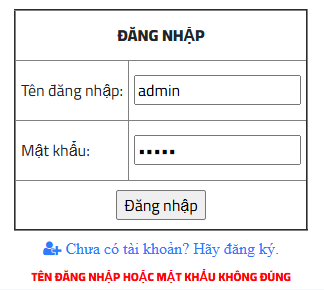 ĐĂNG NHẬP
Tên đăng nhập: admin
Mật khẩu: •••••
Đăng nhập
Chưa có tài khoản? Hãy đăng ký.
TÊN ĐĂNG NHẬP HOẶC MẬT KHẨU KHÔNG ĐÚNG